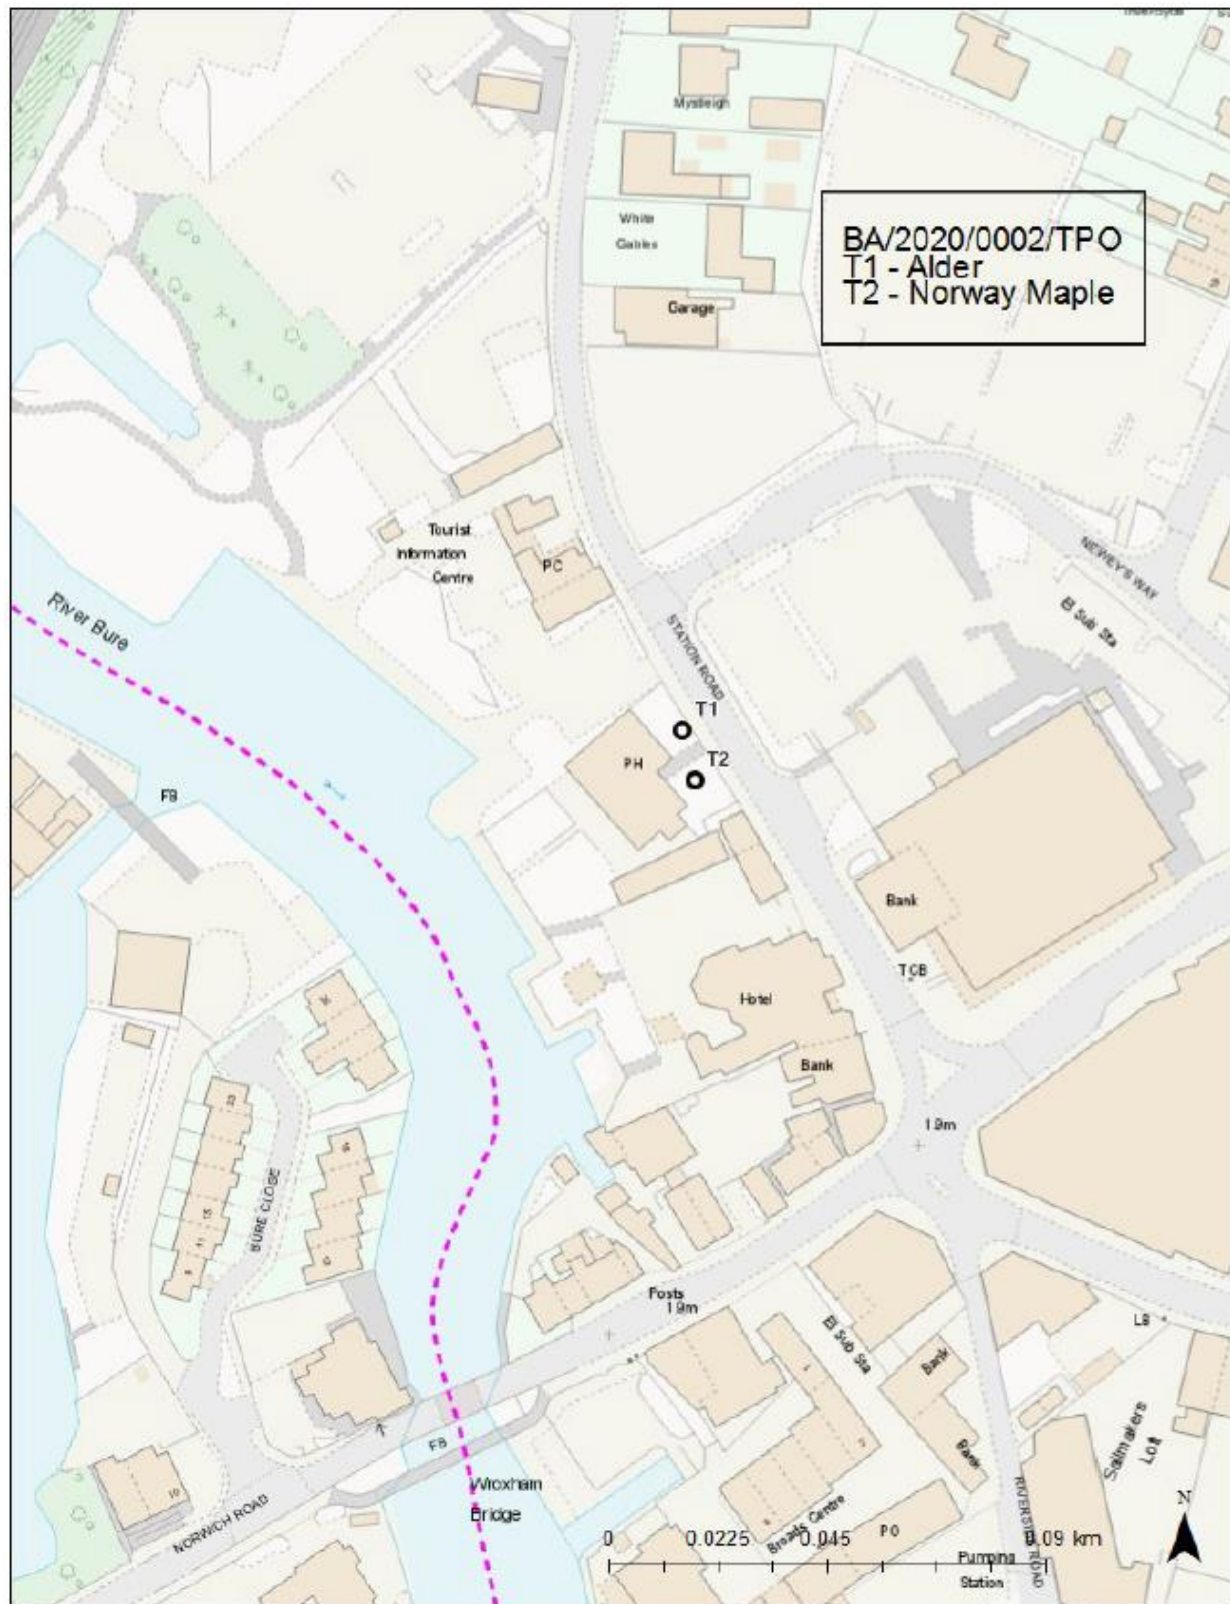 Mystleigh
White
Gables
Garage
BA/2020/0002/TPO
T1 - Alder
T2 - Norway Maple
Tourist
Information
Centre
PC
NEWEY'S WAY
El Sub Sta
River Bure
STATION ROAD
T1
T2
PH
FB
Bank
TCB
Hotel
Bank
1.9m
BURE CLOSE
Posts
1.9m
El Sub Sta
Bank
Bank
LB
Sailmakers
Loft
FB
Wroxham
Bridge
NORWICH ROAD
10
Broads Centre
PO
RIVERSIDE ROAD
Pumping
Station
N
0 0.0225 0.045 0.09 km